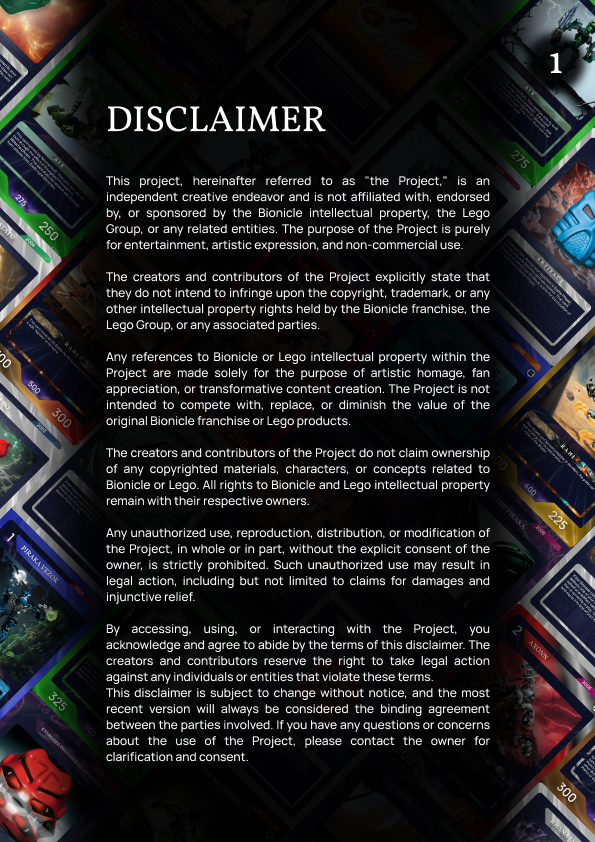 1
DISCLAIMER
This project, hereinafter referred to as "the Project," is an
independent creative endeavor and is not affiliated with, endorsed
by, or sponsored by the Bionicle intellectual property, the Lego
Group, or any related entities. The purpose of the Project is purely
for entertainment, artistic expression, and non-commercial use.
The creators and contributors of the Project explicitly state that
they do not intend to infringe upon the copyright, trademark, or any
other intellectual property rights held by the Bionicle franchise, the
Lego Group, or any associated parties.
Any references to Bionicle or Lego intellectual property within the
Project are made solely for the purpose of artistic homage, fan
appreciation, or transformative content creation. The Project is not
intended to compete with, replace, or diminish the value of the
original Bionicle franchise or Lego products.
The creators and contributors of the Project do not claim ownership
of any copyrighted materials, characters, or concepts related to
Bionicle or Lego. All rights to Bionicle and Lego intellectual property
remain with their respective owners.
Any unauthorized use, reproduction, distribution, or modification of
the Project, in whole or in part, without the explicit consent of the
owner, is strictly prohibited. Such unauthorized use may result in
legal action, including but not limited to claims for damages and
injunctive relief.
By accessing, using, or interacting with the Project, you
acknowledge and agree to abide by the terms of this disclaimer. The
creators and contributors reserve the right to take legal action
against any individuals or entities that violate these terms.
This disclaimer is subject to change without notice, and the most
recent version will always be considered the binding agreement
between the parties involved. If you have any questions or concerns
about the use of the Project, please contact the owner for
clarification and consent.
275
250
275
500
300
400
225
1
PIRAKA VEZOK
2
AXONN
325
300